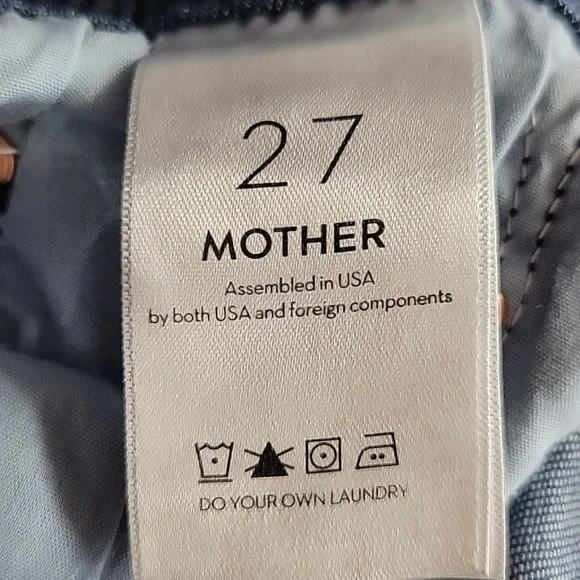 27
MOTHER
Assembled in USA
by both USA and foreign components
DO YOUR OWN LAUNDRY